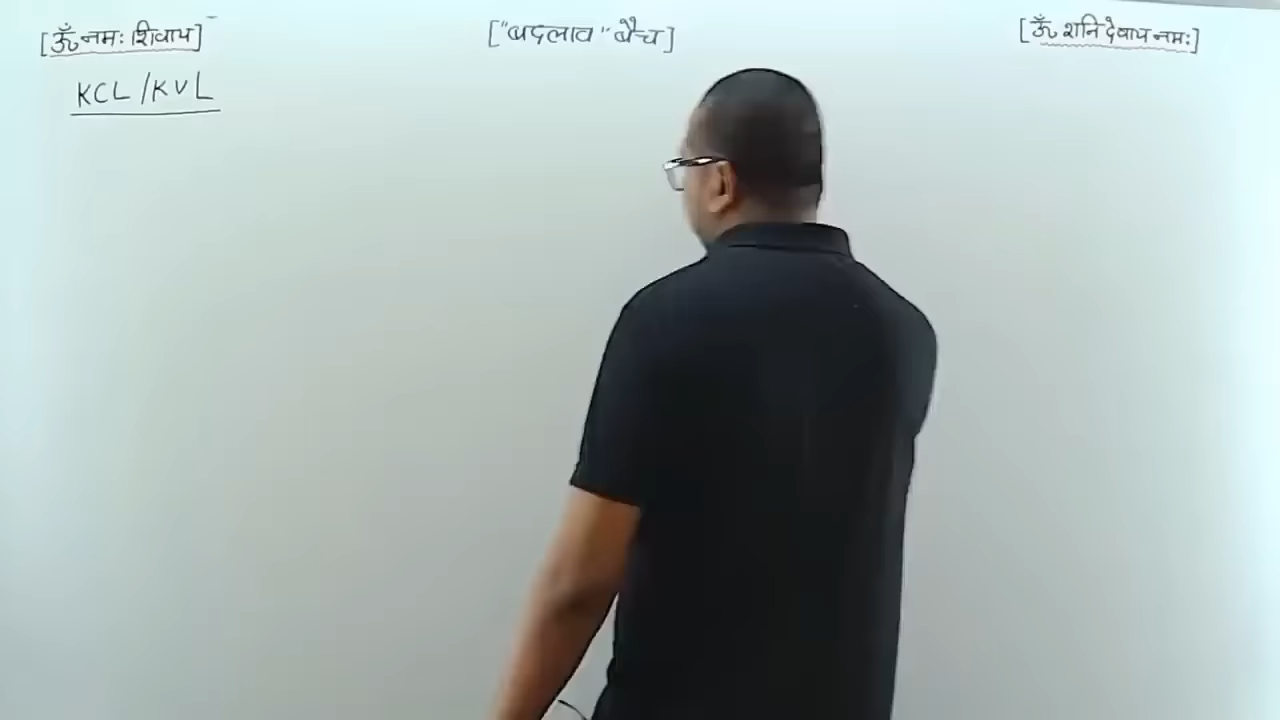 [ॐ नमः शिवाय]
["बदलाव" बैच]
[ॐ शनि देवाय नमः]
KCL/KVL